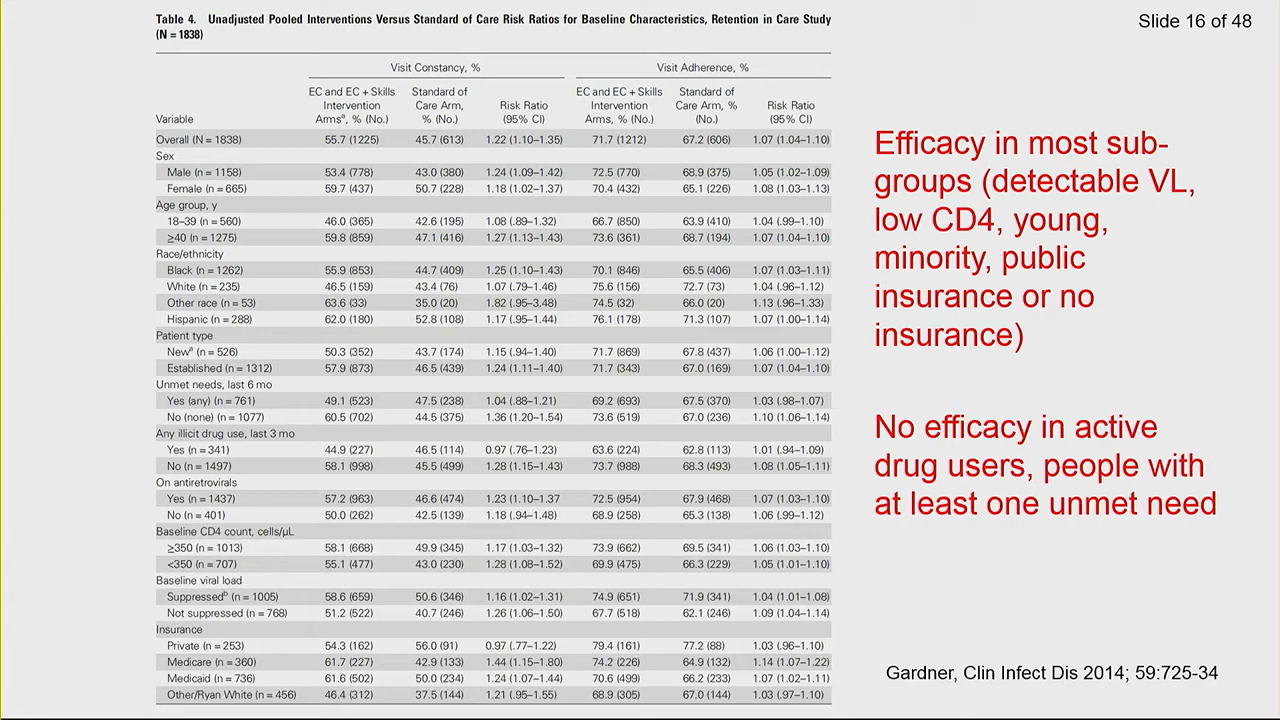 Table 4. Unadjusted Pooled Interventions Versus Standard of Care Risk Ratios for Baseline Characteristics, Retention in Care Study
(N = 1838)
Slide 16 of 48
Visit Constancy, % Visit Adherence, %
Variable EC and EC + Skills Intervention Armsᵃ, % (No.) Standard of Care Arm, % (No.) Risk Ratio (95% CI) EC and EC + Skills Intervention Arms, % (No.) Standard of Care Arm, % (No.) Risk Ratio (95% CI)
Overall (N = 1838) 55.7 (1225) 45.7 (613) 1.22 (1.10–1.35) 71.7 (1212) 67.2 (606) 1.07 (1.04–1.10)
Sex
Male (n = 1158) 53.4 (778) 43.0 (380) 1.24 (1.09–1.42) 72.5 (770) 68.9 (375) 1.05 (1.02–1.09)
Female (n = 665) 59.7 (437) 50.7 (228) 1.18 (1.02–1.37) 70.4 (432) 65.1 (226) 1.08 (1.03–1.13)
Age group, y
18–39 (n = 560) 46.0 (365) 42.6 (195) 1.08 (.89–1.32) 66.7 (850) 63.9 (410) 1.04 (.99–1.10)
≥40 (n = 1275) 59.8 (859) 47.1 (416) 1.27 (1.13–1.43) 73.6 (361) 68.7 (194) 1.07 (1.04–1.10)
Race/ethnicity
Black (n = 1262) 55.9 (853) 44.7 (409) 1.25 (1.10–1.43) 70.1 (846) 65.5 (406) 1.07 (1.03–1.11)
White (n = 235) 46.5 (159) 43.4 (76) 1.07 (.79–1.46) 75.6 (156) 72.7 (73) 1.04 (.96–1.12)
Other race (n = 53) 63.6 (33) 35.0 (20) 1.82 (.95–3.48) 74.5 (32) 66.0 (20) 1.13 (.96–1.33)
Hispanic (n = 288) 62.0 (180) 52.8 (108) 1.17 (.95–1.44) 76.1 (178) 71.3 (107) 1.07 (1.00–1.14)
Patient type
Newᵃ (n = 526) 50.3 (352) 43.7 (174) 1.15 (.94–1.40) 71.7 (869) 67.8 (437) 1.06 (1.00–1.12)
Established (n = 1312) 57.9 (873) 46.5 (439) 1.24 (1.11–1.40) 71.7 (343) 67.0 (169) 1.07 (1.04–1.10)
Unmet needs, last 6 mo
Yes (any) (n = 761) 49.1 (523) 47.5 (238) 1.04 (.88–1.21) 69.2 (693) 67.5 (370) 1.03 (.98–1.07)
No (none) (n = 1077) 60.5 (702) 44.5 (375) 1.36 (1.20–1.54) 73.6 (519) 67.0 (236) 1.10 (1.06–1.14)
Any illicit drug use, last 3 mo
Yes (n = 341) 44.9 (227) 46.5 (114) 0.97 (.76–1.23) 63.6 (224) 62.8 (113) 1.01 (.94–1.09)
No (n = 1497) 58.1 (998) 45.5 (499) 1.28 (1.15–1.43) 73.7 (988) 68.3 (493) 1.08 (1.05–1.11)
On antiretrovirals
Yes (n = 1437) 57.2 (963) 46.6 (474) 1.23 (1.10–1.37 72.5 (954) 67.9 (468) 1.07 (1.03–1.10)
No (n = 401) 50.0 (262) 42.5 (139) 1.18 (.94–1.48) 68.9 (258) 65.3 (138) 1.06 (.99–1.12)
Baseline CD4 count, cells/µL
≥350 (n = 1013) 58.1 (668) 49.9 (345) 1.17 (1.03–1.32) 73.9 (662) 69.5 (341) 1.06 (1.03–1.10)
<350 (n = 707) 55.1 (477) 43.0 (230) 1.28 (1.08–1.52) 69.9 (475) 66.3 (229) 1.05 (1.01–1.10)
Baseline viral load
Suppressedᵇ (n = 1005) 58.6 (659) 50.6 (346) 1.16 (1.02–1.31) 74.9 (651) 71.9 (341) 1.04 (1.01–1.08)
Not suppressed (n = 768) 51.2 (522) 40.7 (246) 1.26 (1.06–1.50) 67.7 (518) 62.1 (246) 1.09 (1.04–1.14)
Insurance
Private (n = 253) 54.3 (162) 56.0 (91) 0.97 (.77–1.22) 79.4 (161) 77.2 (88) 1.03 (.96–1.10)
Medicare (n = 360) 61.7 (227) 42.9 (133) 1.44 (1.15–1.80) 74.2 (226) 64.9 (132) 1.14 (1.07–1.22)
Medicaid (n = 736) 61.6 (502) 50.0 (234) 1.24 (1.07–1.44) 70.6 (499) 66.2 (233) 1.07 (1.02–1.11)
Other/Ryan White (n = 456) 46.4 (312) 37.5 (144) 1.21 (.95–1.55) 68.9 (305) 67.0 (144) 1.03 (.97–1.10)
Efficacy in most sub-
groups (detectable VL,
low CD4, young,
minority, public
insurance or no
insurance)
No efficacy in active
drug users, people with
at least one unmet need
Gardner, Clin Infect Dis 2014; 59:725-34